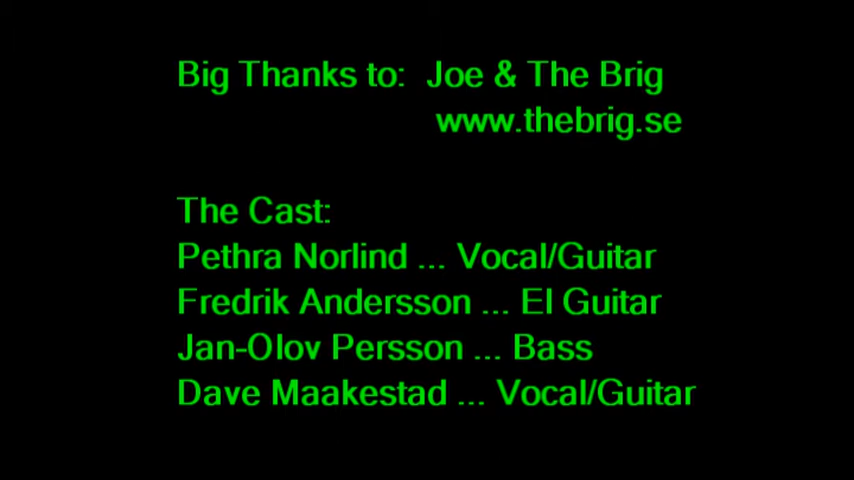 Big Thanks to: Joe & The Brig
www.thebrig.se
The Cast:
Pethra Norlind ... Vocal/Guitar
Fredrik Andersson ... El Guitar
Jan-Olov Persson ... Bass
Dave Maakestad ... Vocal/Guitar